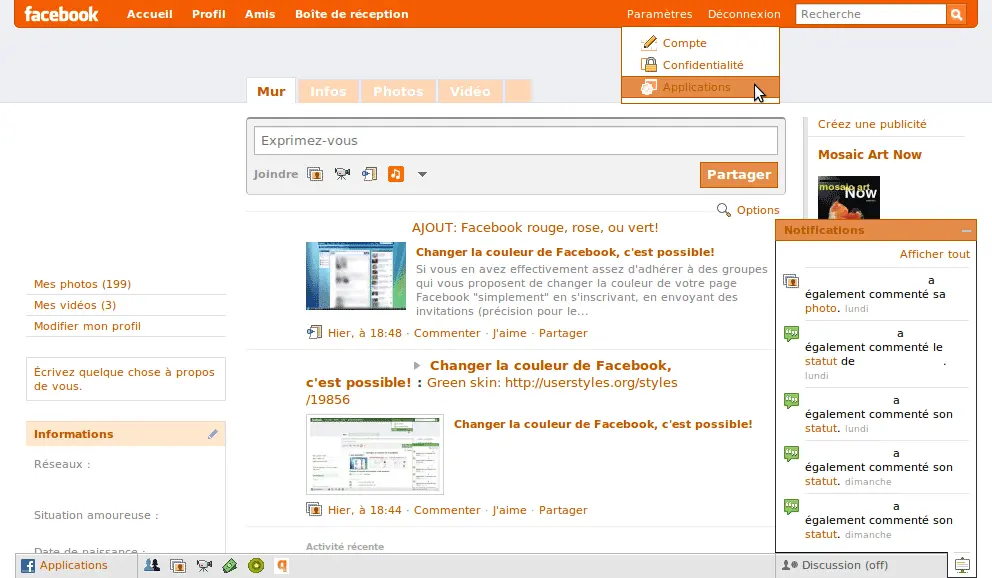 facebook Accueil Profil Amis Boîte de réception Paramètres Déconnexion Recherche
Compte
Confidentialité
Applications
Mur Infos Photos Vidéo
Exprimez-vous
Joindre Partager
Options
AJOUT: Facebook rouge, rose, ou vert!
Changer la couleur de Facebook, c'est possible!
Si vous en avez effectivement assez d'adhérer à des groupes
qui vous proposent de changer la couleur de votre page
Facebook "simplement" en s'inscrivant, en envoyant des
invitations (précision pour le...
Hier, à 18:48 · Commenter · J'aime · Partager
Changer la couleur de Facebook,
c'est possible! : Green skin: http://userstyles.org/styles
/19856
Changer la couleur de Facebook, c'est possible!
Hier, à 18:44 · Commenter · J'aime · Partager
Activité récente
Mes photos (199)
Mes vidéos (3)
Modifier mon profil
Écrivez quelque chose à propos
de vous.
Informations
Réseaux :
Situation amoureuse :
Date de naissance :
Créez une publicité
Mosaic Art Now
mosaic art
Now
Notifications
Afficher tout
a
également commenté sa
photo. lundi
a
également commenté le
statut de .
lundi
a
également commenté son
statut. lundi
a
également commenté son
statut. dimanche
a
également commenté son
statut. dimanche
Applications
Discussion (off)